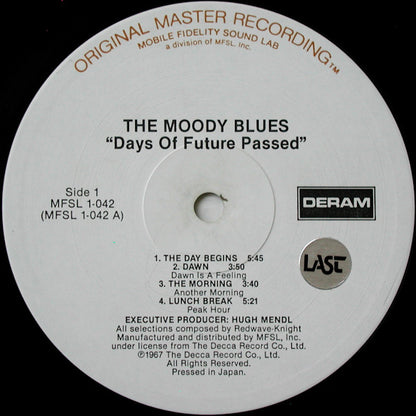 ORIGINAL MASTER RECORDING™
MOBILE FIDELITY SOUND LAB
a division of MFSL, Inc.
THE MOODY BLUES
"Days Of Future Passed"
Side 1
MFSL 1-042
(MFSL 1-042 A)
DERAM
LAST
1. THE DAY BEGINS 5:45
2. DAWN 3:50
Dawn Is A Feeling
3. THE MORNING 3:40
Another Morning
4. LUNCH BREAK 5:21
Peak Hour
EXECUTIVE PRODUCER: HUGH MENDL
All selections composed by Redwave-Knight
Manufactured and distributed by MFSL, Inc.
under license from The Decca Record Co., Ltd.
℗1967 The Decca Record Co., Ltd.
All Rights Reserved.
Pressed in Japan.